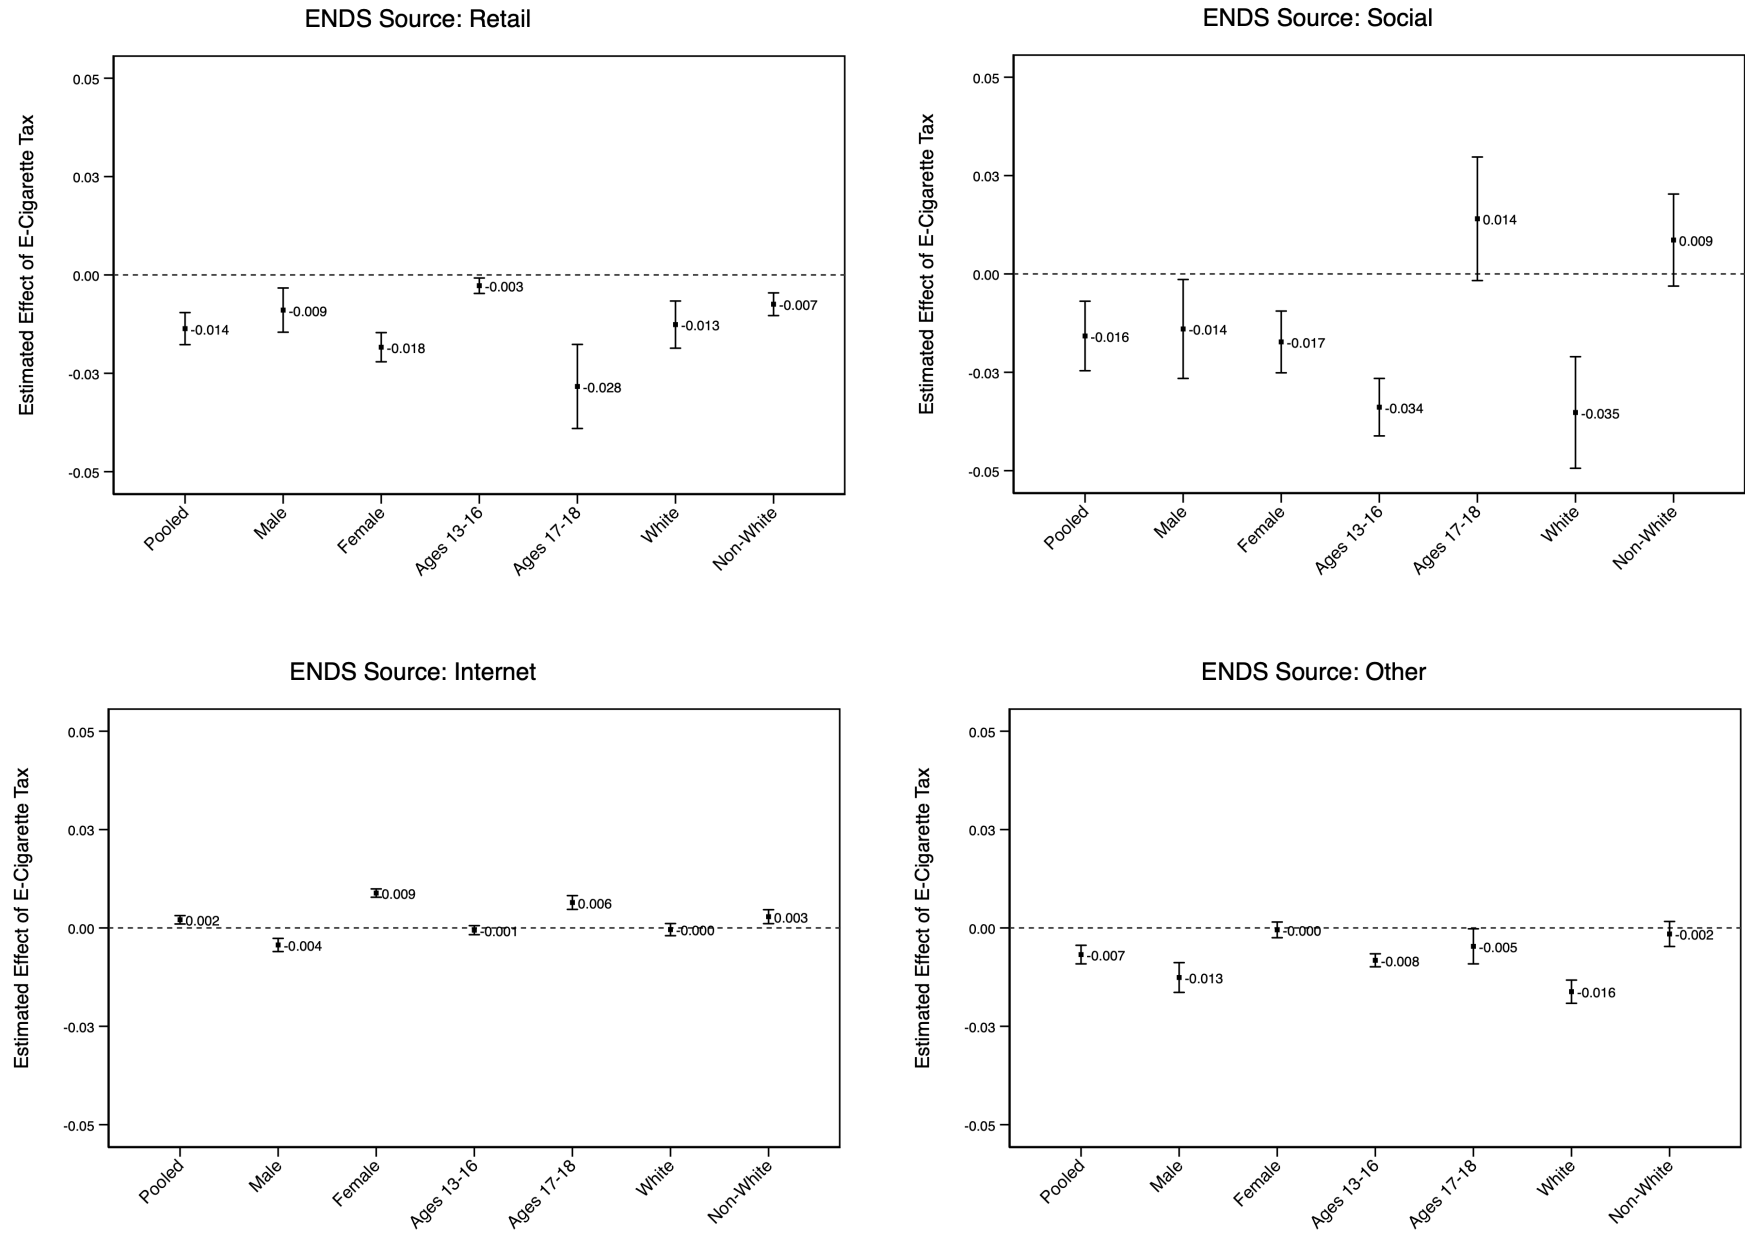 ENDS Source: Retail
Estimated Effect of E-Cigarette Tax
0.05
0.03
0.00
-0.03
-0.05
-0.014
-0.009
-0.018
-0.003
-0.028
-0.013
-0.007
Pooled
Male
Female
Ages 13-16
Ages 17-18
White
Non-White
ENDS Source: Social
Estimated Effect of E-Cigarette Tax
0.05
0.03
0.00
-0.03
-0.05
-0.016
-0.014
-0.017
-0.034
0.014
-0.035
0.009
Pooled
Male
Female
Ages 13-16
Ages 17-18
White
Non-White
ENDS Source: Internet
Estimated Effect of E-Cigarette Tax
0.05
0.03
0.00
-0.03
-0.05
0.002
-0.004
0.009
-0.001
0.006
-0.000
0.003
Pooled
Male
Female
Ages 13-16
Ages 17-18
White
Non-White
ENDS Source: Other
Estimated Effect of E-Cigarette Tax
0.05
0.03
0.00
-0.03
-0.05
-0.007
-0.013
-0.000
-0.008
-0.005
-0.016
-0.002
Pooled
Male
Female
Ages 13-16
Ages 17-18
White
Non-White